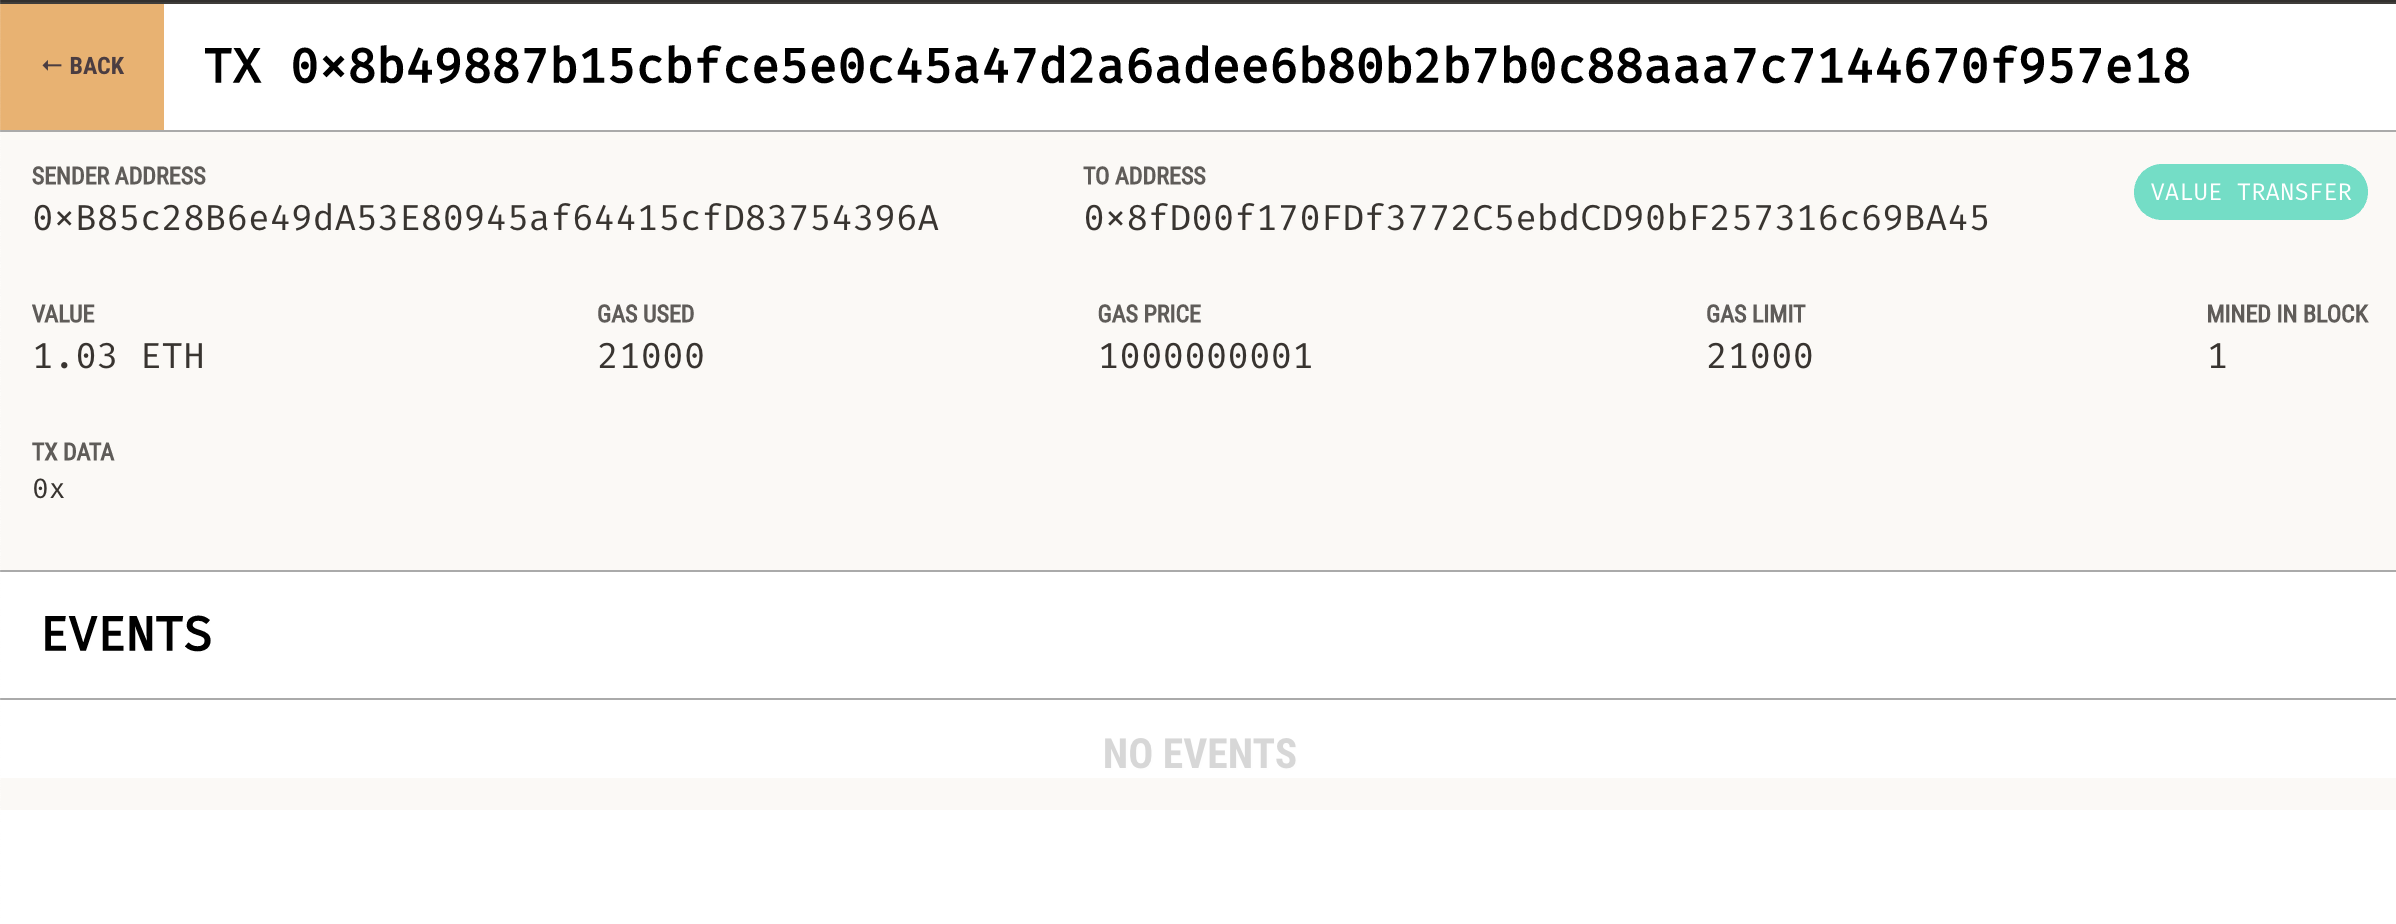 ← BACK
TX 0×8b49887b15cbfce5e0c45a47d2a6adee6b80b2b7b0c88aaa7c7144670f957e18
SENDER ADDRESS
0×B85c28B6e49dA53E80945af64415cfD83754396A
TO ADDRESS
0×8fD00f170FDf3772C5ebdCD90bF257316c69BA45
VALUE TRANSFER
VALUE
1.03 ETH
GAS USED
21000
GAS PRICE
1000000001
GAS LIMIT
21000
MINED IN BLOCK
1
TX DATA
0x
EVENTS
NO EVENTS